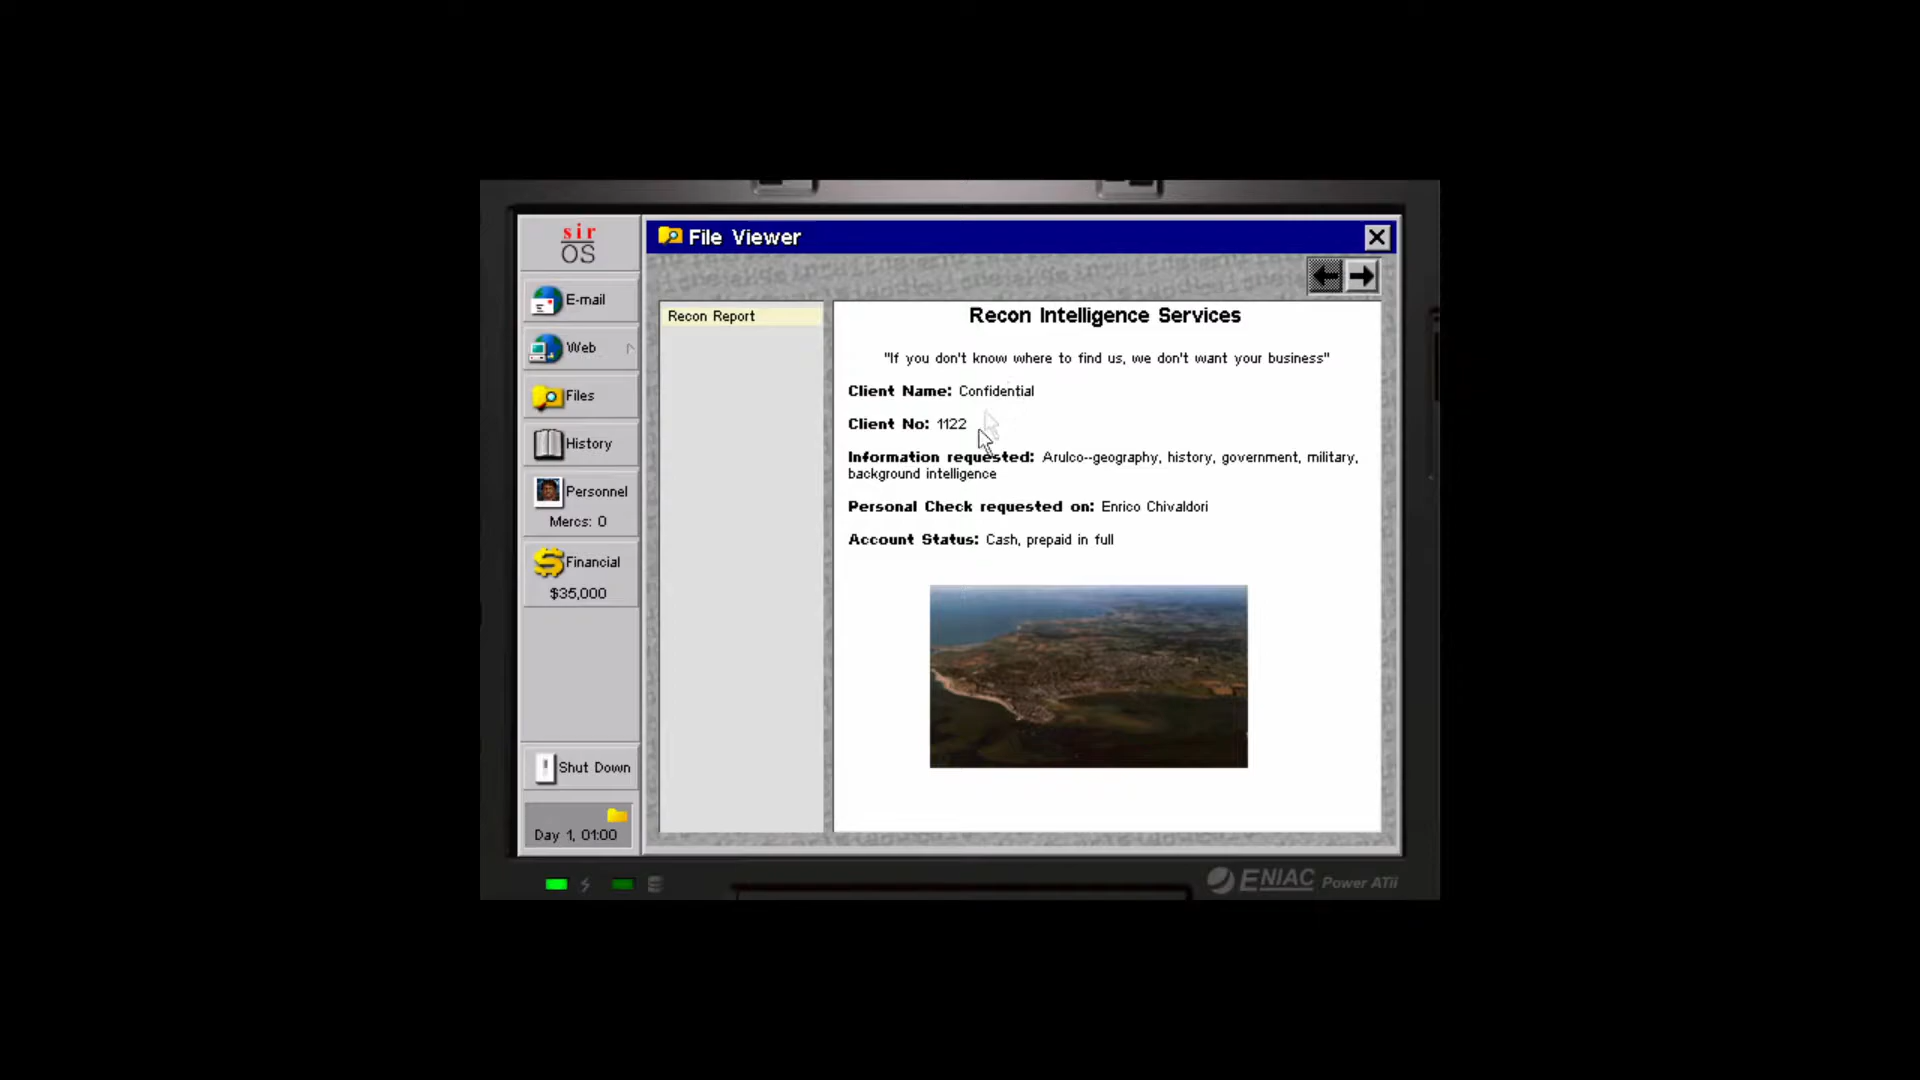 sir
OS
File Viewer
E-mail
Web
Files
History
Personnel
Mercs: 0
Financial
$35,000
Shut Down
Day 1, 01:00
Recon Report
Recon Intelligence Services
"If you don't know where to find us, we don't want your business"
Client Name: Confidential
Client No: 1122
Information requested: Arulco--geography, history, government, military,
background intelligence
Personal Check requested on: Enrico Chivaldori
Account Status: Cash, prepaid in full
ENIAC Power ATii